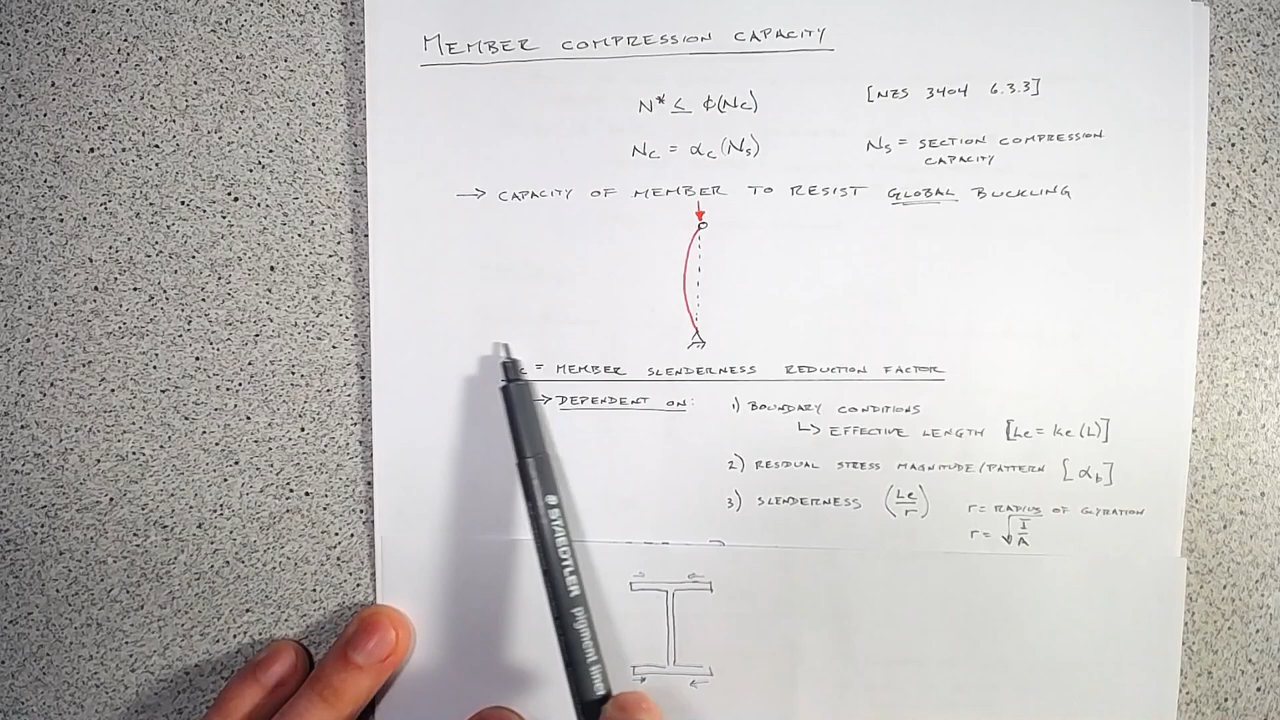 MEMBER COMPRESSION CAPACITY
N* ≤ ϕ(Nc) [NZS 3404 6.3.3]
Nc = αc(Ns) Ns = SECTION COMPRESSION
CAPACITY
→ CAPACITY OF MEMBER TO RESIST GLOBAL BUCKLING
c = MEMBER SLENDERNESS REDUCTION FACTOR
→ DEPENDENT ON: 1) BOUNDARY CONDITIONS
↳ EFFECTIVE LENGTH [Le = ke(L)]
2) RESIDUAL STRESS MAGNITUDE/PATTERN [αb]
3) SLENDERNESS (Le/r) r = RADIUS OF GYRATION
r = √(I/A)
STAEDTLER pigment liner